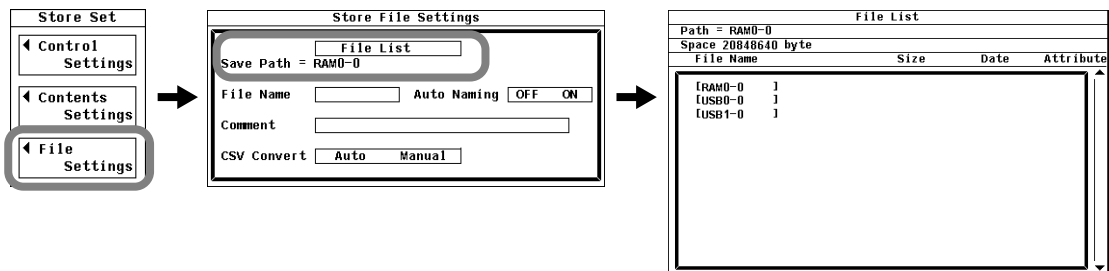 Store Set
Control
Settings
Contents
Settings
File
Settings
Store File Settings
File List
Save Path = RAM0-0
File Name Auto Naming OFF ON
Comment
CSV Convert Auto Manual
File List
Path = RAM0-0
Space 20848640 byte
File Name Size Date Attribute
[RAM0-0 ]
[USB0-0 ]
[USB1-0 ]